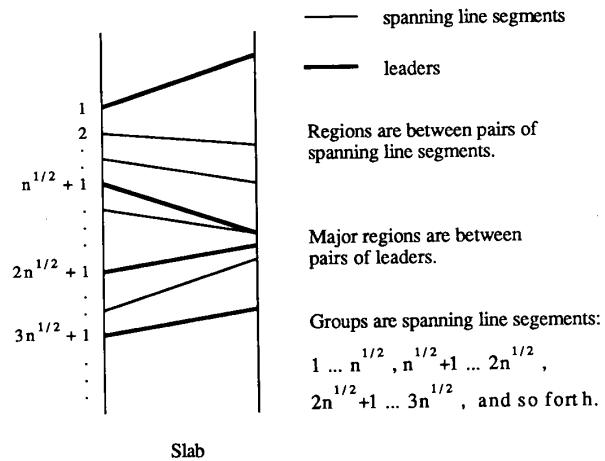 spanning line segments
leaders
1
2
.
.
n^{1/2} + 1
.
.
.
2n^{1/2} + 1
.
.
3n^{1/2} + 1
.
.
.
Slab
Regions are between pairs of
spanning line segments.
Major regions are between
pairs of leaders.
Groups are spanning line segements:
1 ... n^{1/2} , n^{1/2}+1 ... 2n^{1/2} ,
2n^{1/2}+1 ... 3n^{1/2} , and so forth.